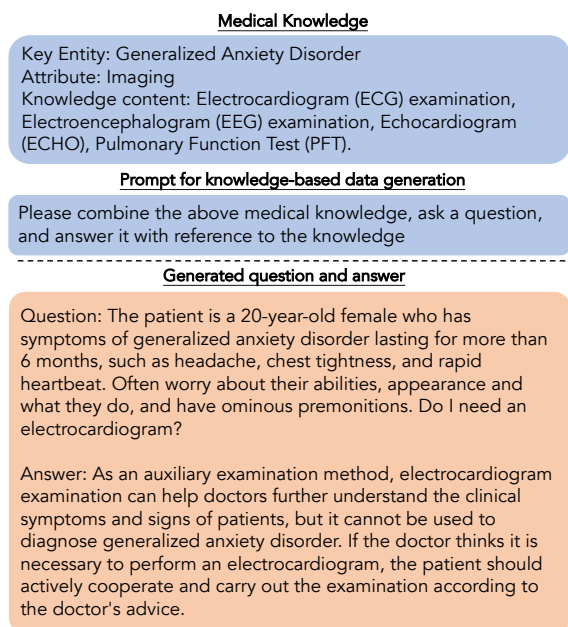 Medical Knowledge
Key Entity: Generalized Anxiety Disorder
Attribute: Imaging
Knowledge content: Electrocardiogram (ECG) examination,
Electroencephalogram (EEG) examination, Echocardiogram
(ECHO), Pulmonary Function Test (PFT).
Prompt for knowledge-based data generation
Please combine the above medical knowledge, ask a question,
and answer it with reference to the knowledge
Generated question and answer
Question: The patient is a 20-year-old female who has
symptoms of generalized anxiety disorder lasting for more than
6 months, such as headache, chest tightness, and rapid
heartbeat. Often worry about their abilities, appearance and
what they do, and have ominous premonitions. Do I need an
electrocardiogram?
Answer: As an auxiliary examination method, electrocardiogram
examination can help doctors further understand the clinical
symptoms and signs of patients, but it cannot be used to
diagnose generalized anxiety disorder. If the doctor thinks it is
necessary to perform an electrocardiogram, the patient should
actively cooperate and carry out the examination according to
the doctor's advice.